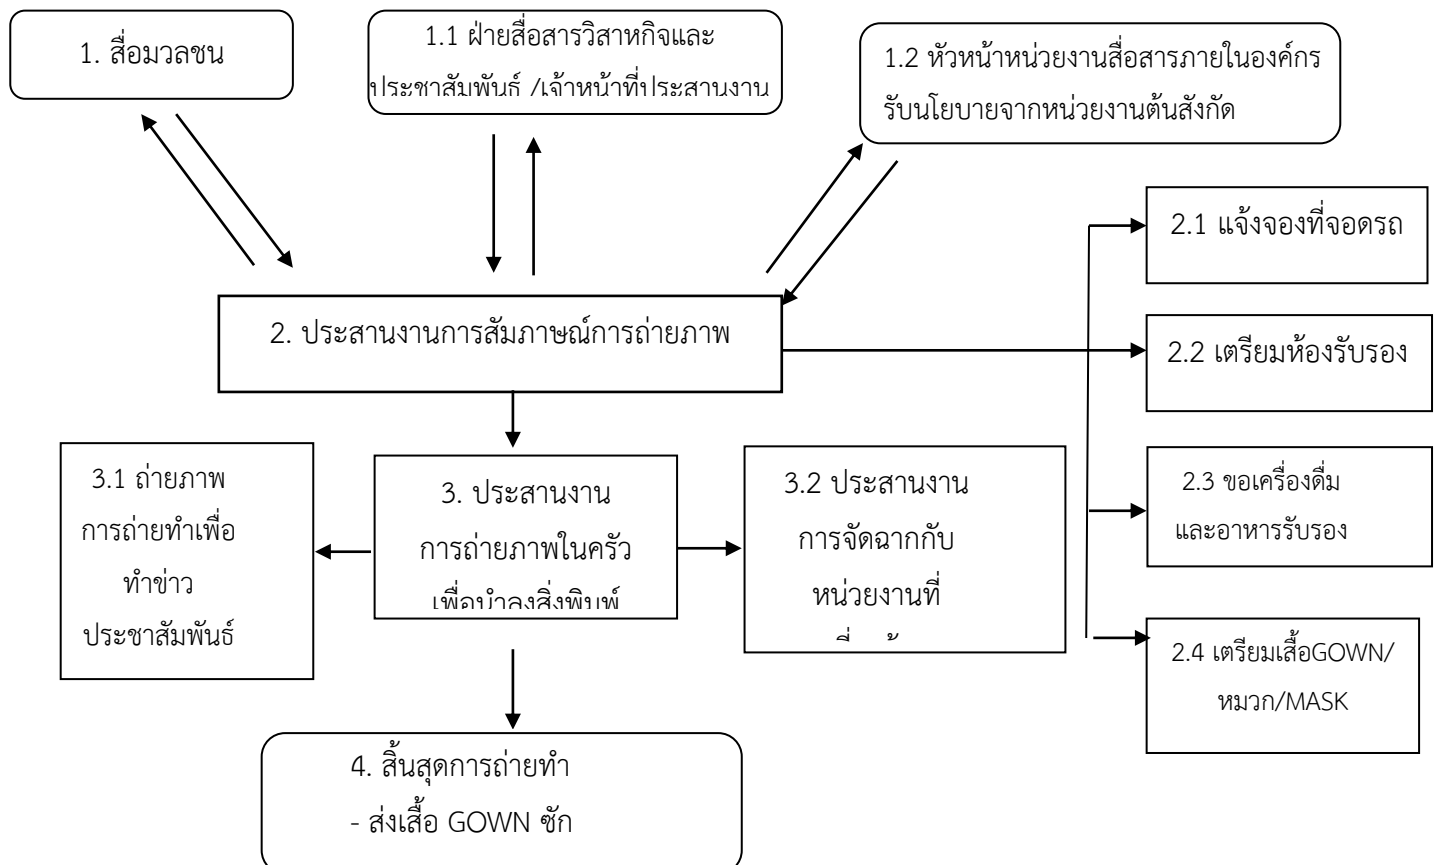 1. สื่อมวลชน
1.1 ฝ่ายสื่อสารวิสาหกิจและ
ประชาสัมพันธ์ /เจ้าหน้าที่ประสานงาน
1.2 หัวหน้าหน่วยงานสื่อสารภายในองค์กร
รับนโยบายจากหน่วยงานต้นสังกัด
2. ประสานงานการสัมภาษณ์การถ่ายภาพ
2.1 แจ้งจองที่จอดรถ
2.2 เตรียมห้องรับรอง
2.3 ขอเครื่องดื่ม
และอาหารรับรอง
2.4 เตรียมเสื้อGOWN/
หมวก/MASK
3.1 ถ่ายภาพ
การถ่ายทำเพื่อ
ทำข่าว
ประชาสัมพันธ์
3. ประสานงาน
การถ่ายภาพในครัว
เพื่อนำลงสิ่งพิมพ์
3.2 ประสานงาน
การจัดฉากกับ
หน่วยงานที่
4. สิ้นสุดการถ่ายทำ
- ส่งเสื้อ GOWN ซัก